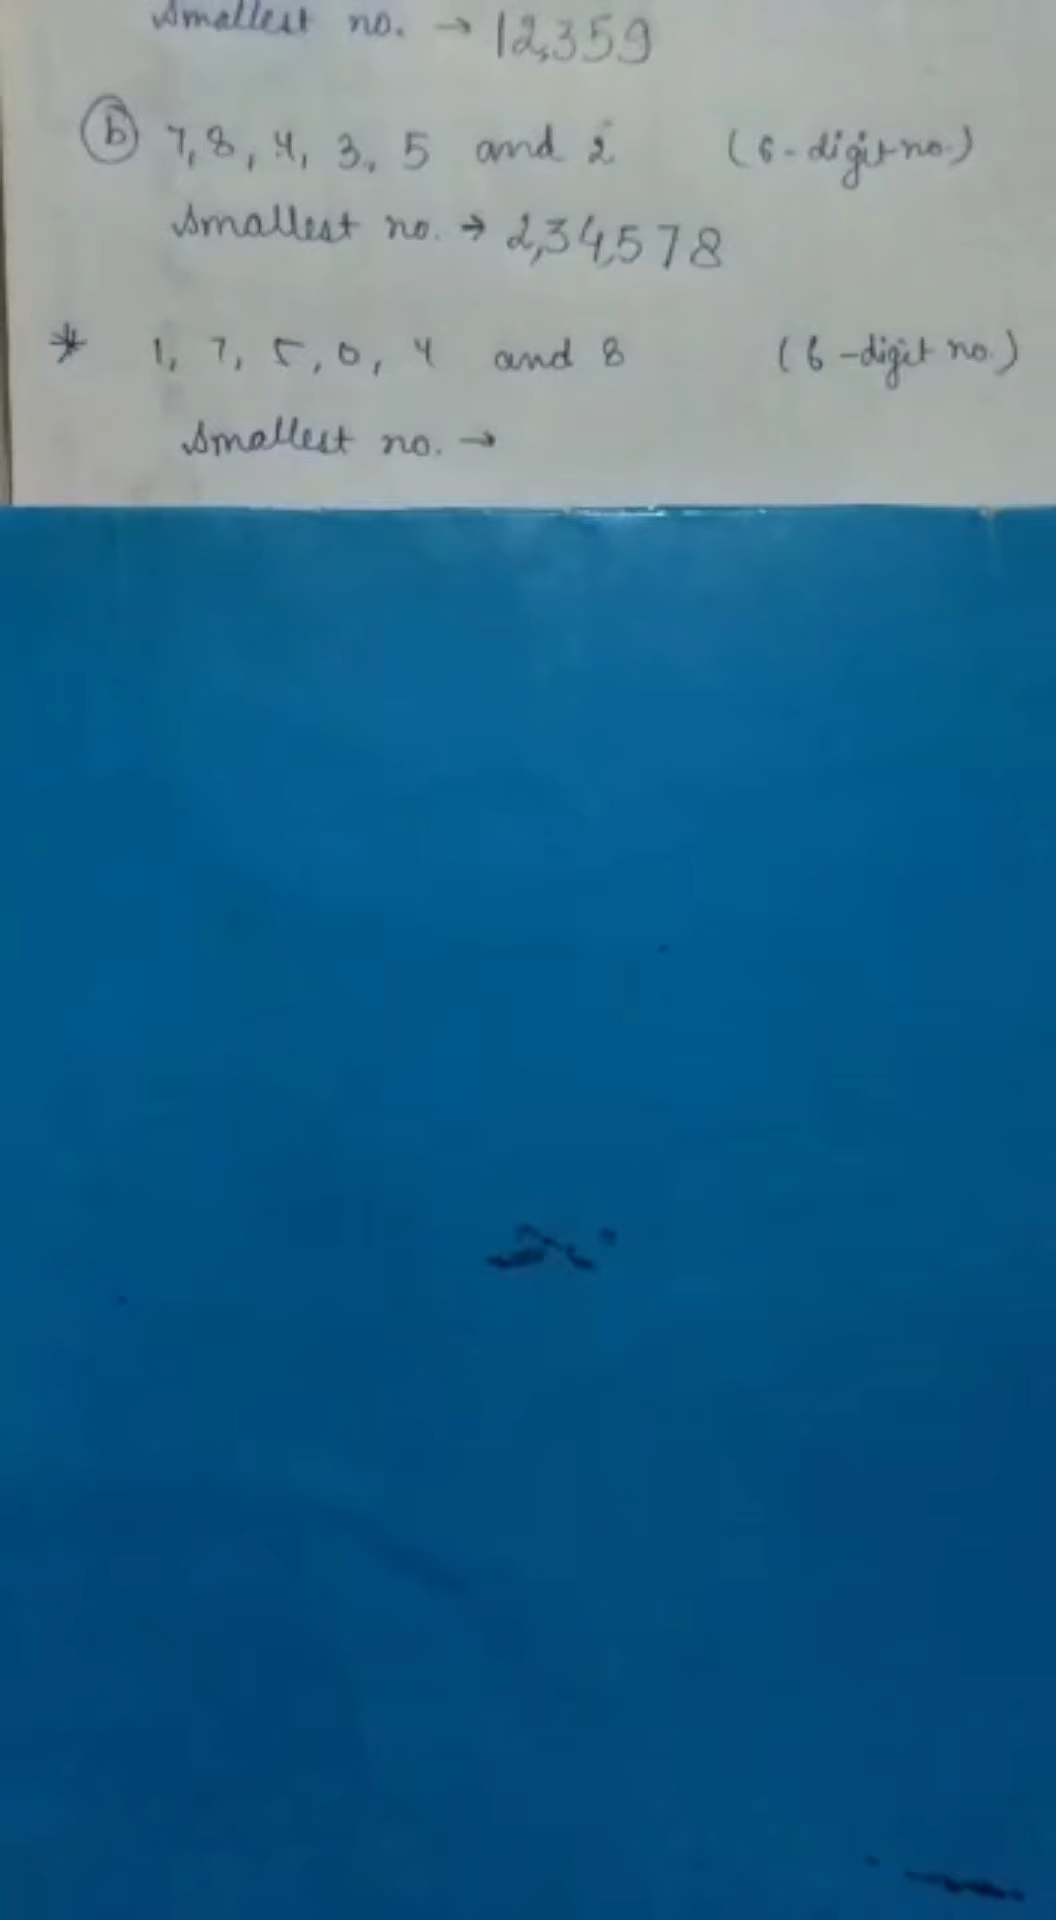 Smallest no. → 12,359
(b) 7, 8, 4, 3, 5 and 2 (6-digit no.)
Smallest no. → 2,34,578
* 1, 7, 5, 0, 4 and 8 (6-digit no.)
Smallest no. →